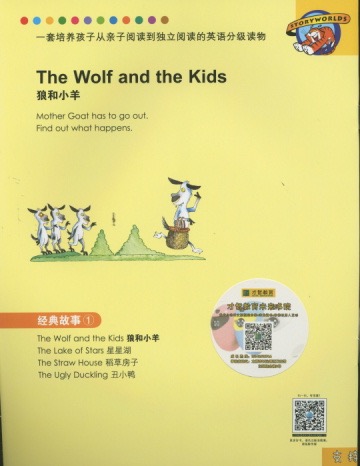 STORYWORLDS
一套培养孩子从亲子阅读到独立阅读的英语分级读物
The Wolf and the Kids
狼和小羊
Mother Goat has to go out.
Find out what happens.
经典故事 1
The Wolf and the Kids 狼和小羊
The Lake of Stars 星星湖
The Straw House 稻草房子
The Ugly Duckling 丑小鸭